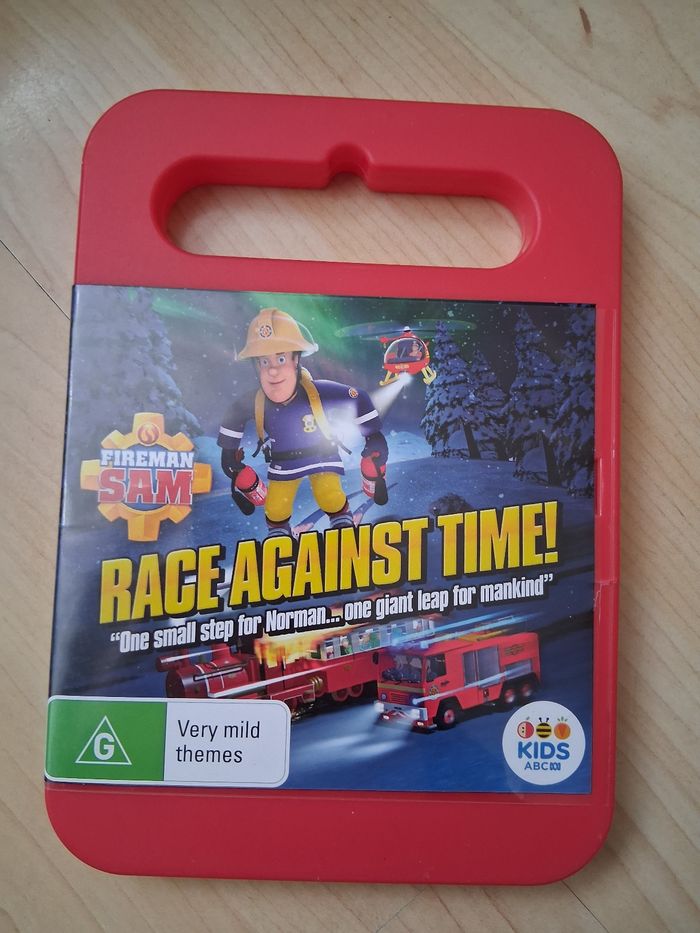 FIREMAN
SAM
RACE AGAINST TIME!
"One small step for Norman... one giant leap for mankind"
G
Very mild
themes
KIDS
ABC